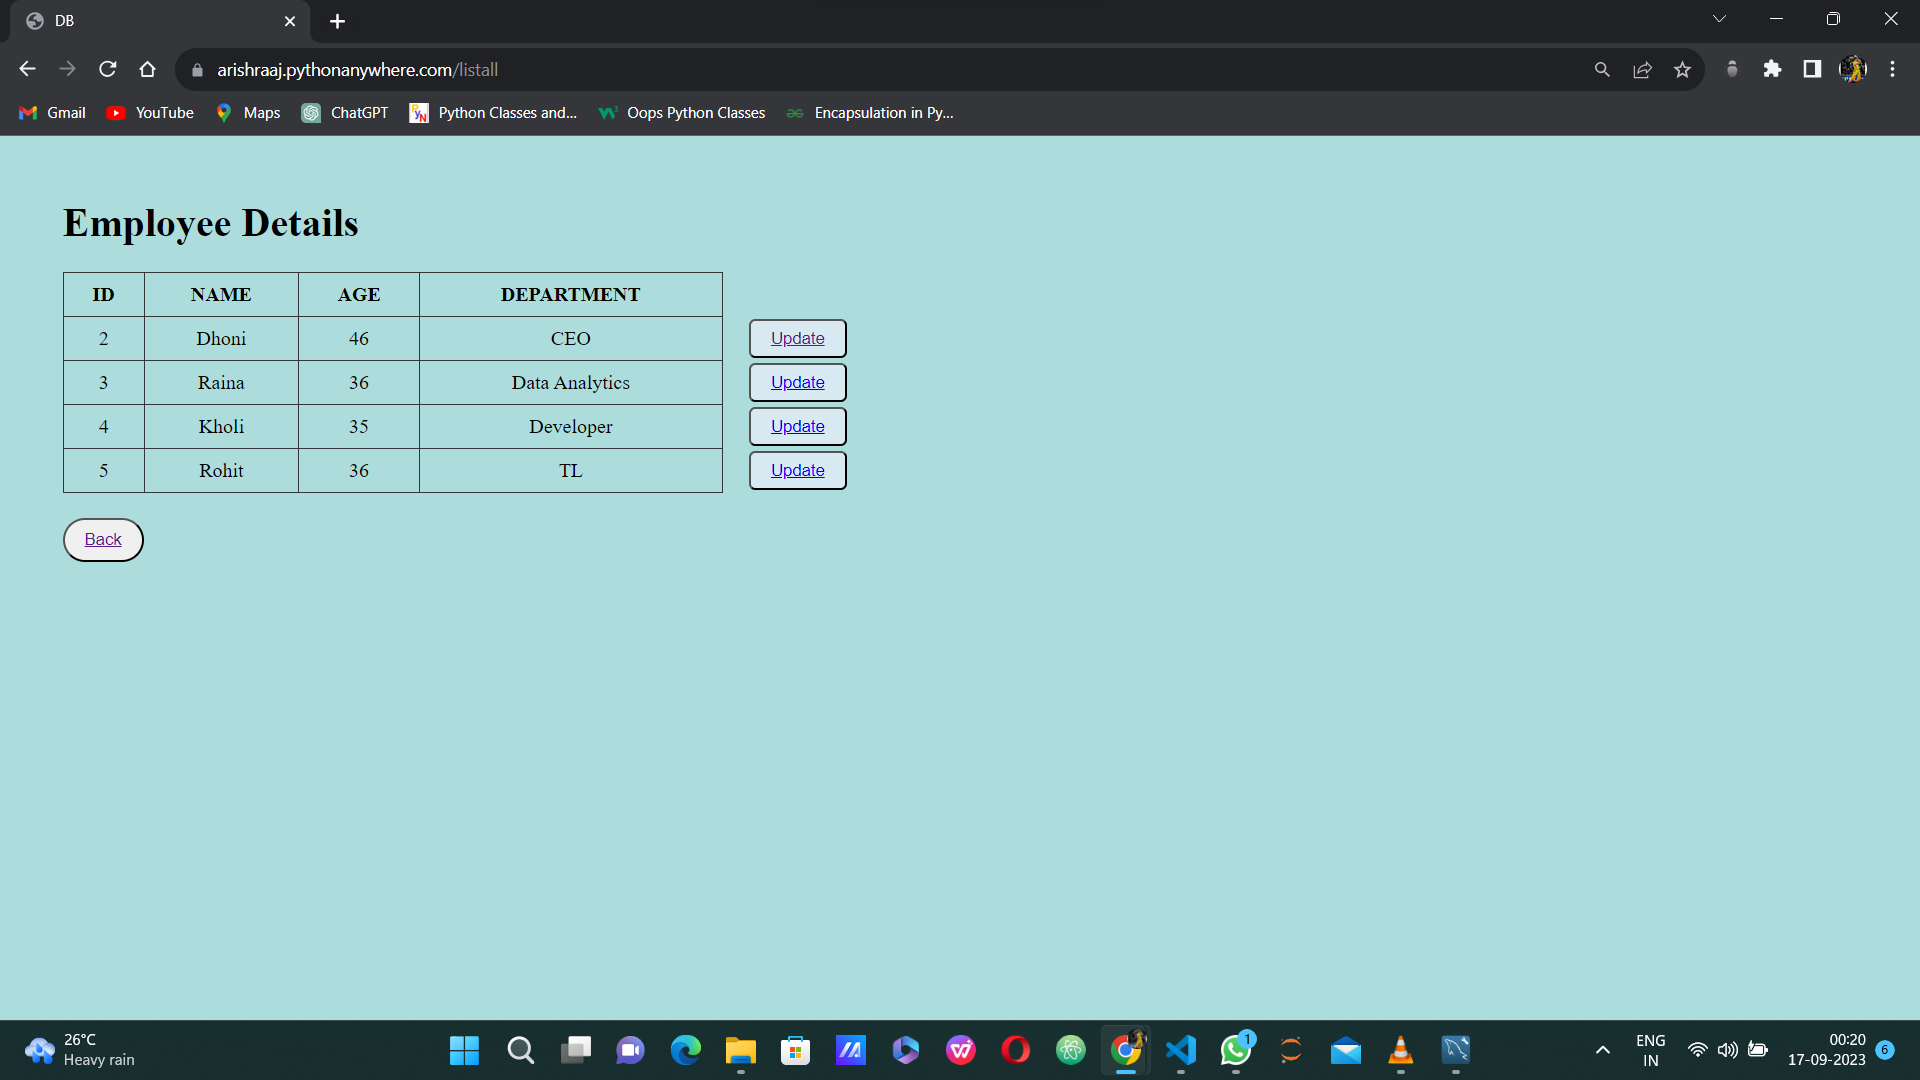 DB
arishraaj.pythonanywhere.com/listall
Gmail YouTube Maps ChatGPT Python Classes and... Oops Python Classes Encapsulation in Py...
Employee Details
ID NAME AGE DEPARTMENT
2 Dhoni 46 CEO Update
3 Raina 36 Data Analytics Update
4 Kholi 35 Developer Update
5 Rohit 36 TL Update
Back
26°C
Heavy rain
1
ENG
IN
00:20
17-09-2023
6